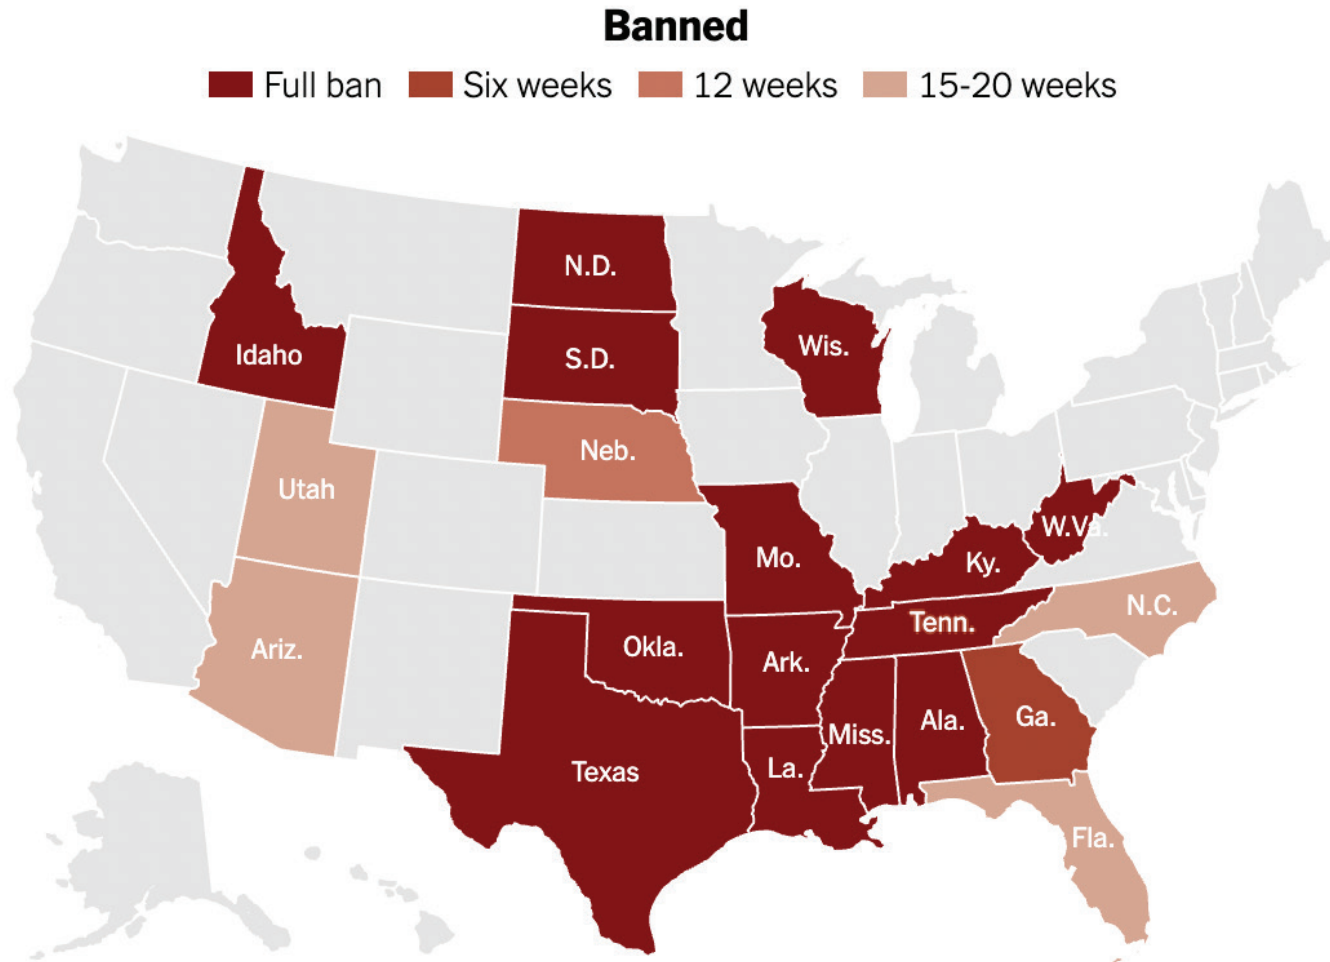 Banned
Full ban Six weeks 12 weeks 15-20 weeks
N.D.
Wis.
Idaho
S.D.
Neb.
Utah
W.Va.
Mo.
Ky.
N.C.
Tenn.
Ariz.
Okla.
Ark.
Ga.
Ala.
Miss.
La.
Texas
Fla.